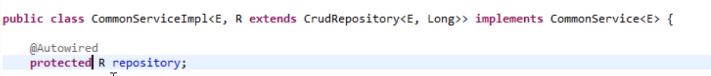 public class CommonServiceImpl<E, R extends CrudRepository<E, Long>> implements CommonService<E> {
@Autowired
protected R repository;